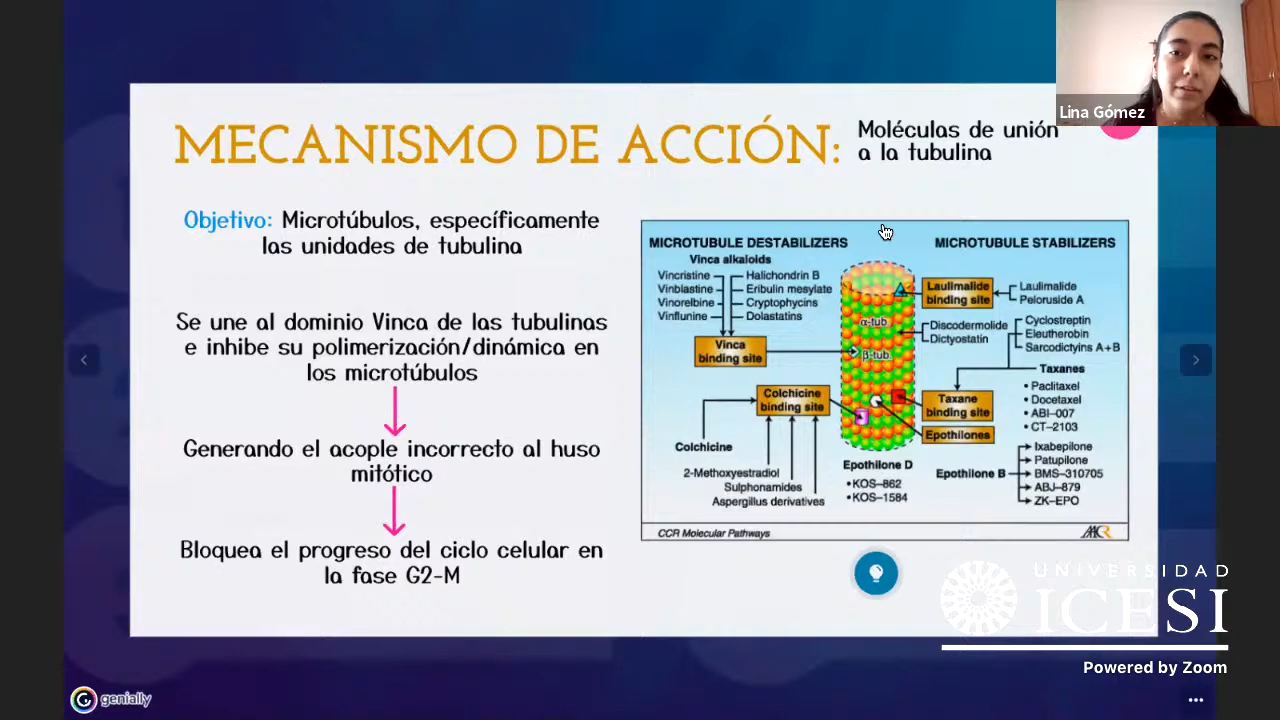 Lina Gómez
MECANISMO DE ACCIÓN:
Moléculas de unión
a la tubulina
Objetivo: Microtúbulos, específicamente
las unidades de tubulina
Se une al dominio Vinca de las tubulinas
e inhibe su polimerización/dinámica en
los microtúbulos
Generando el acople incorrecto al huso
mitótico
Bloquea el progreso del ciclo celular en
la fase G2-M
MICROTUBULE DESTABILIZERS
MICROTUBULE STABILIZERS
Vinca alkaloids
Vincristine
Vinblastine
Vinorelbine
Vinflunine
Halichondrin B
Eribulin mesylate
Cryptophycins
Dolastatins
Vinca
binding site
Colchicine
binding site
Colchicine
2-Methoxyestradiol
Sulphonamides
Aspergillus derivatives
α-tub.
β-tub.
Laulimalide
binding site
Laulimalide
Peloruside A
Discodermolide
Dictyostatin
Cyclostreptin
Eleutherobin
Sarcodictyins A+B
Taxanes
• Paclitaxel
• Docetaxel
• ABI–007
• CT–2103
Taxane
binding site
Epothilones
Epothilone D
• KOS–862
• KOS–1584
Epothilone B
Ixabepilone
Patupilone
BMS–310705
ABJ–879
ZK–EPO
CCR Molecular Pathways
AACR
UNIVERSIDAD
ICESI
Powered by Zoom
genially